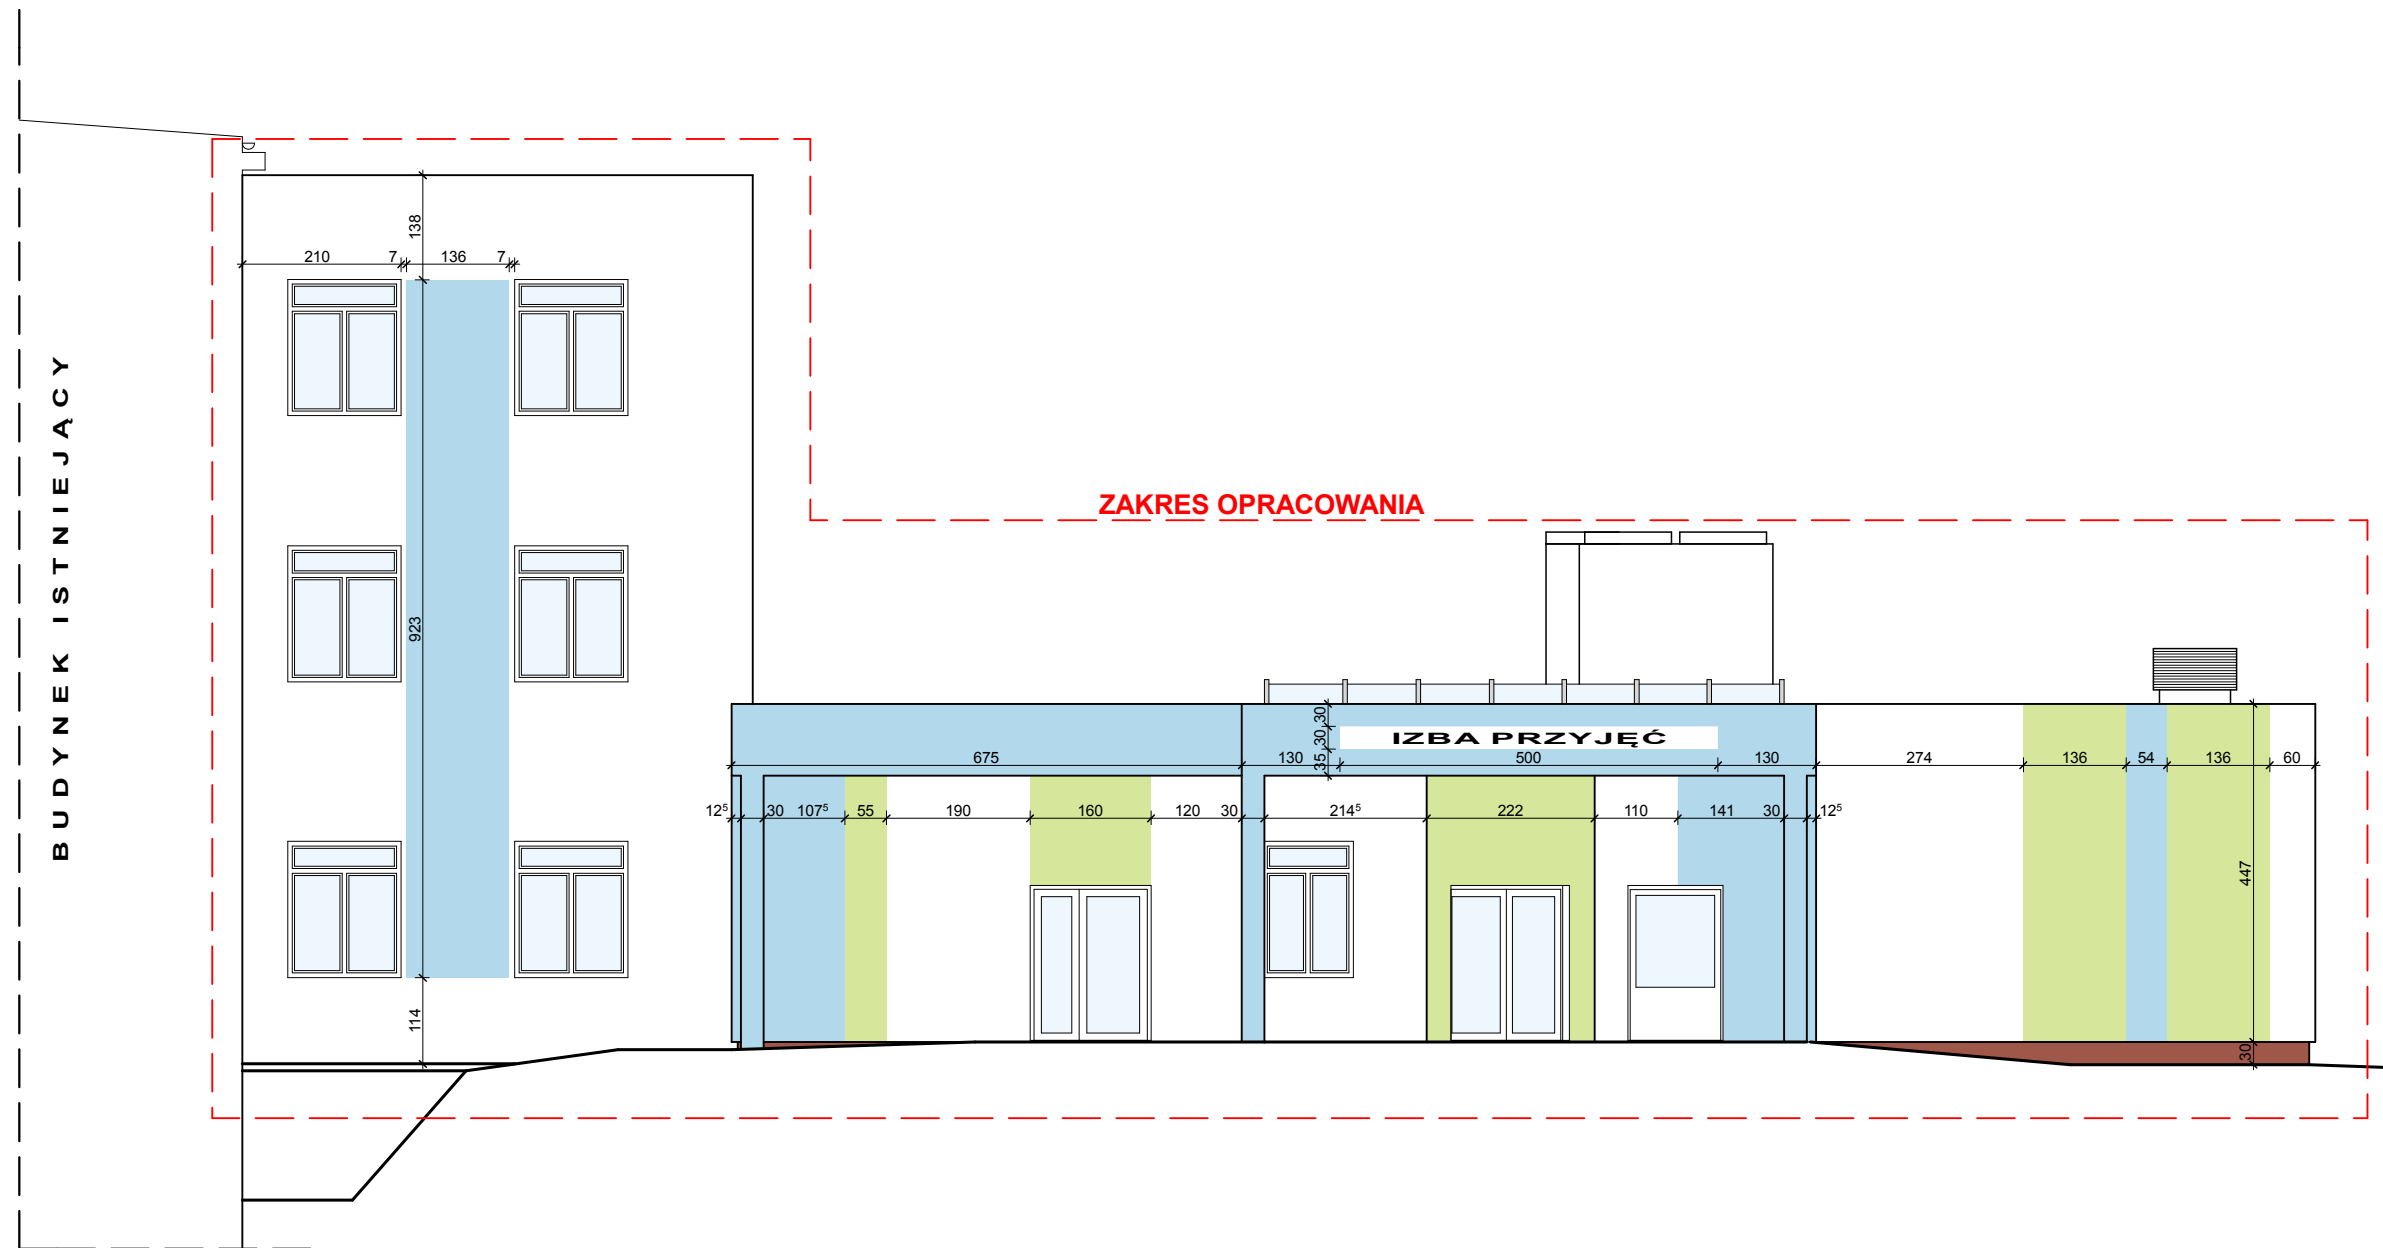 BUDYNEK ISTNIEJĄCY
138
210 7 136 7
923
114
ZAKRES OPRACOWANIA
IZBA PRZYJĘĆ
30
30
35
675 130 500 130 274 136 54 136 60
12⁵ 30 107⁵ 55 190 160 120 30 214⁵ 222 110 141 30 12⁵
447
30